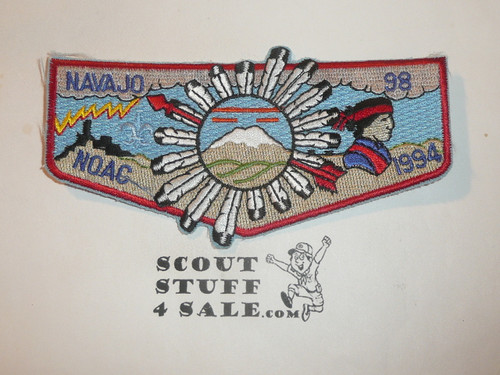 NAVAJO 98
NOAC 1994
SCOUT
STUFF
4 SALE.COM